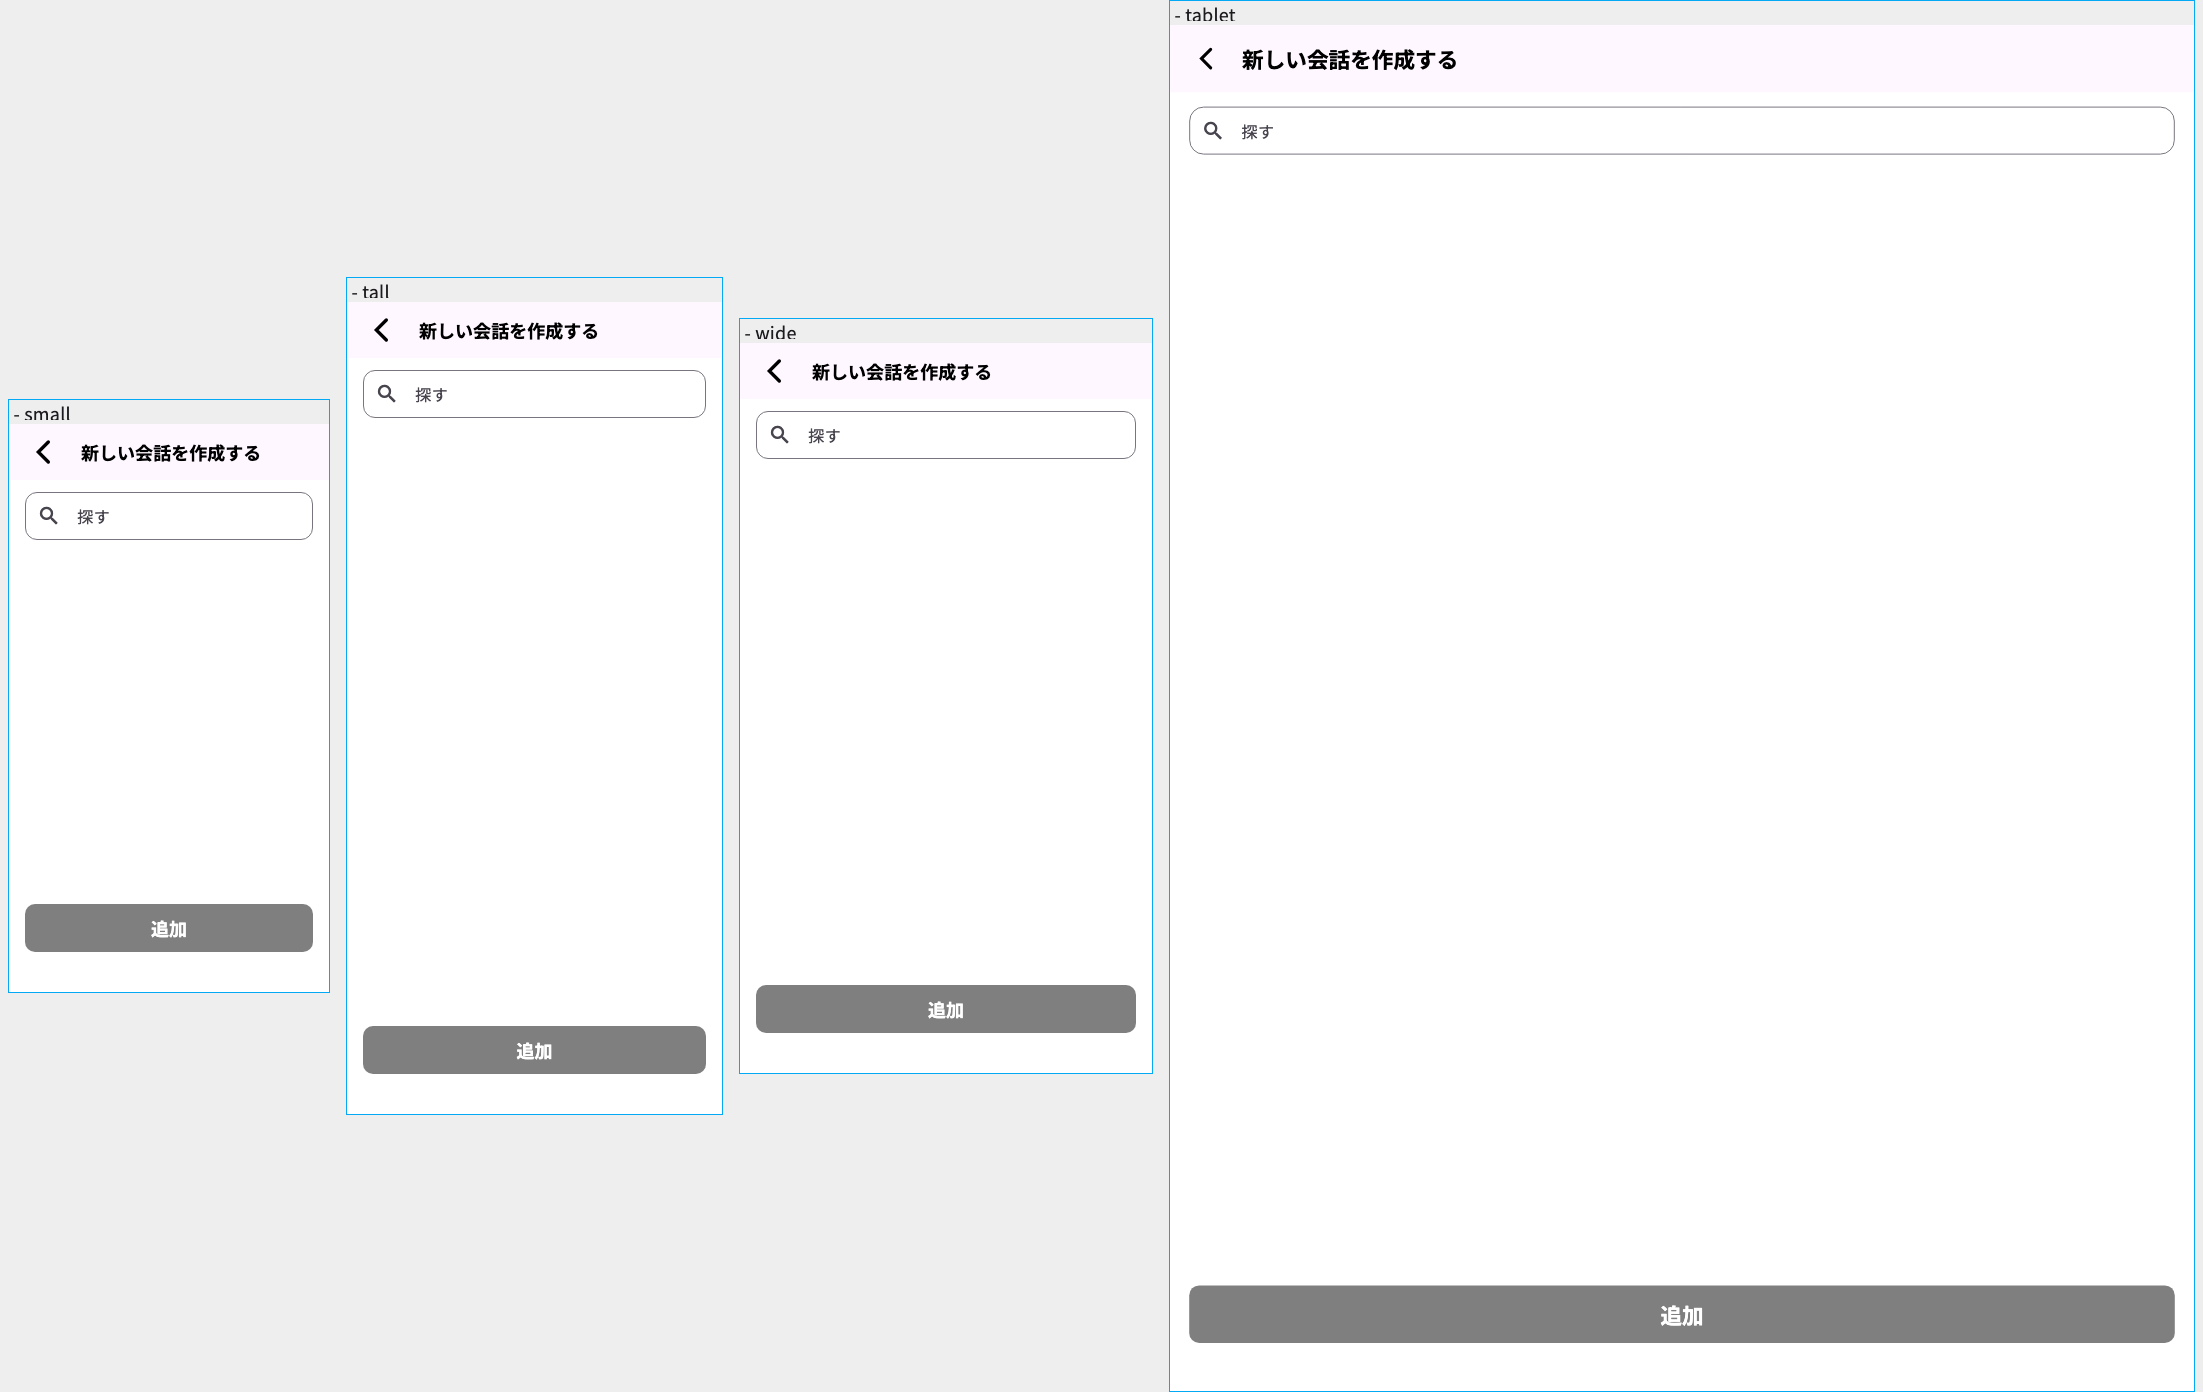 - small
新しい会話を作成する
探す
追加
- tall
新しい会話を作成する
探す
追加
- wide
新しい会話を作成する
探す
追加
- tablet
新しい会話を作成する
探す
追加